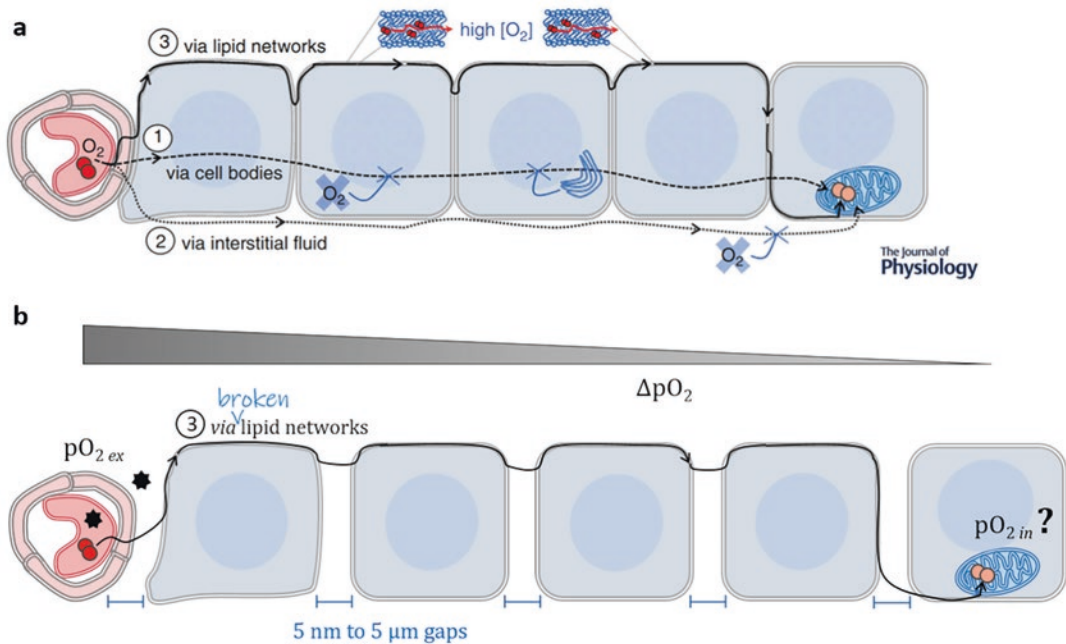 a
③ via lipid networks
high [O₂]
O₂
①
via cell bodies
O₂
② via interstitial fluid
O₂
The Journal of
Physiology
b
ΔpO₂
broken
③ via lipid networks
pO₂ ex
pO₂ in ?
5 nm to 5 μm gaps